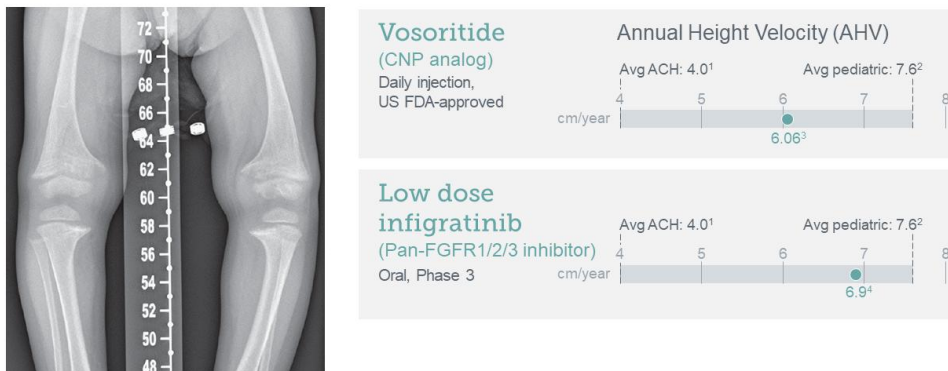 72
70
68
66
64
62
60
58
56
54
52
50
48
Vosoritide
(CNP analog)
Daily injection,
US FDA-approved
Annual Height Velocity (AHV)
Avg ACH: 4.0¹ Avg pediatric: 7.6²
4 5 6 7 8
cm/year
6.06³
Low dose
infigratinib
(Pan-FGFR1/2/3 inhibitor)
Oral, Phase 3
Avg ACH: 4.0¹ Avg pediatric: 7.6²
4 5 6 7 8
cm/year
6.9⁴